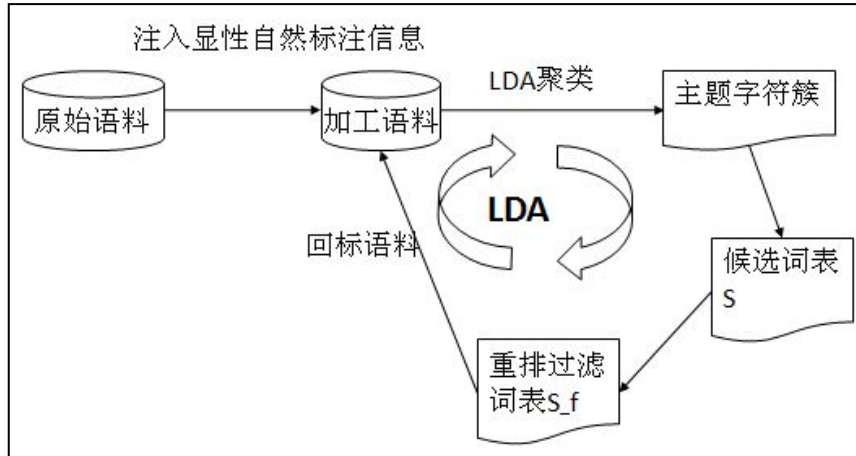 注入显性自然标注信息
LDA聚类
原始语料
加工语料
主题字符簇
LDA
回标语料
候选词表
S
重排过滤
词表S_f